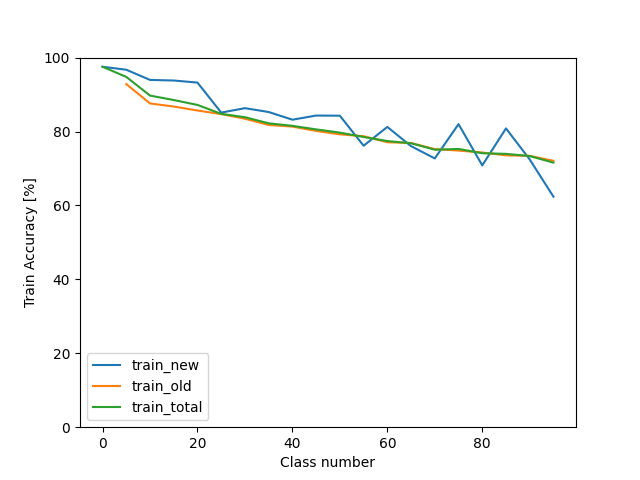 100
80
60
40
20
0
Train Accuracy [%]
train_new
train_old
train_total
0 20 40 60 80
Class number